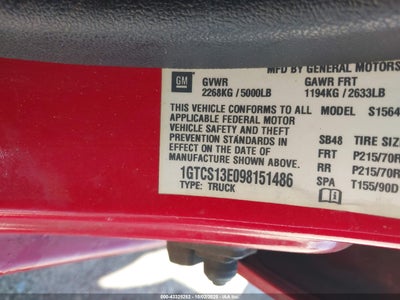 MFD BY GENERAL MOTORS
GM
GVWR
GAWR FRT
2268KG / 5000LB
1194KG / 2633LB
THIS VEHICLE CONFORMS TO ALL
APPLICABLE FEDERAL MOTOR
VEHICLE SAFETY AND THEFT
PREVENTION STANDARDS IN
EFFECT ON THE DATE OF
MANUFACTURE SHOWN ABOVE.
1GTCS13E098151486
TYPE: TRUCK
MODEL: S1564
SB48 TIRE SIZ
FRT P215/70R
RR P215/70R
SPA T155/90D